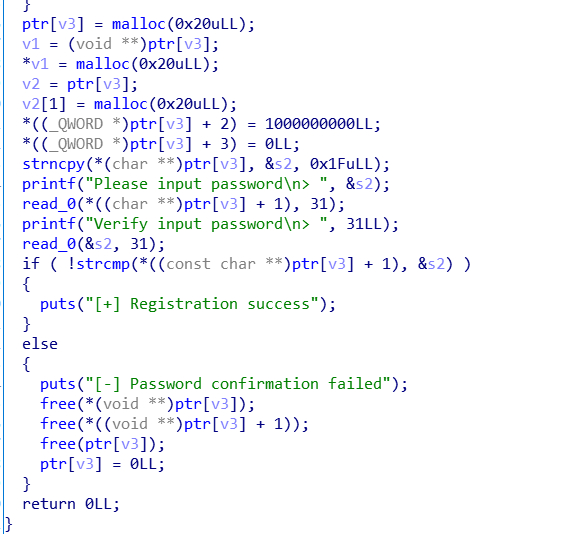 }
ptr[v3] = malloc(0x20uLL);
v1 = (void **)ptr[v3];
*v1 = malloc(0x20uLL);
v2 = ptr[v3];
v2[1] = malloc(0x20uLL);
*((_QWORD *)ptr[v3] + 2) = 1000000000LL;
*((_QWORD *)ptr[v3] + 3) = 0LL;
strncpy(*(char **)ptr[v3], &s2, 0x1FuLL);
printf("Please input password\n> ", &s2);
read_0(*((char **)ptr[v3] + 1), 31);
printf("Verify input password\n> ", 31LL);
read_0(&s2, 31);
if ( !strcmp(*((const char **)ptr[v3] + 1), &s2) )
{
puts("[+] Registration success");
}
else
{
puts("[-] Password confirmation failed");
free(*(void **)ptr[v3]);
free(*((void **)ptr[v3] + 1));
free(ptr[v3]);
ptr[v3] = 0LL;
}
return 0LL;
}